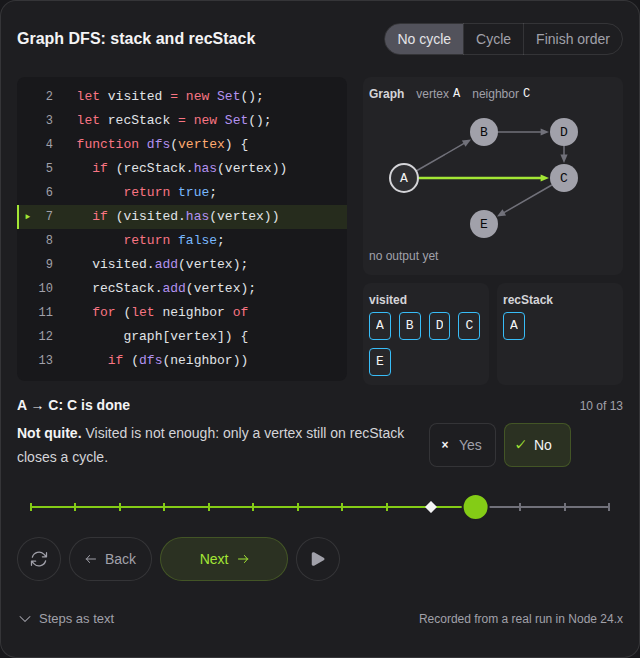 Graph DFS: stack and recStack
No cycle Cycle Finish order
2 let visited = new Set();
3 let recStack = new Set();
4 function dfs(vertex) {
5 if (recStack.has(vertex))
6 return true;
▸ 7 if (visited.has(vertex))
8 return false;
9 visited.add(vertex);
10 recStack.add(vertex);
11 for (let neighbor of
12 graph[vertex]) {
13 if (dfs(neighbor))
Graph vertex A neighbor C
B D
A C
E
no output yet
visited
A B D C
E
recStack
A
A → C: C is done
10 of 13
Not quite. Visited is not enough: only a vertex still on recStack
closes a cycle.
× Yes ✓ No
← Back Next →
Steps as text
Recorded from a real run in Node 24.x